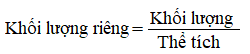 Khối lượng riêng = Khối lượng / Thể tích